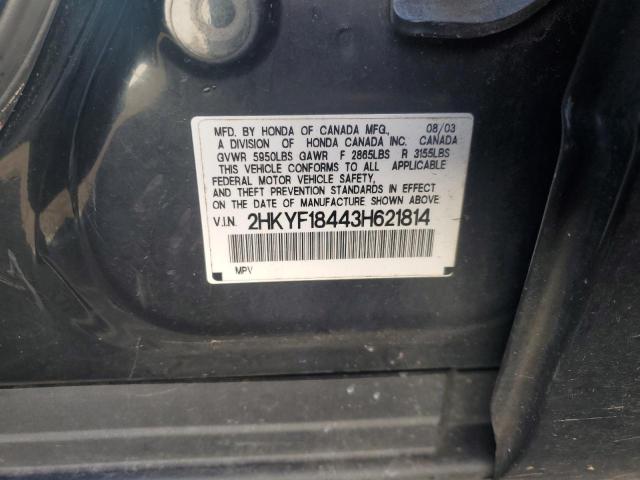 MFD. BY HONDA OF CANADA MFG., 08/03
A DIVISION OF HONDA CANADA INC. CANADA
GVWR 5950LBS GAWR F 2865LBS R 3155LBS
THIS VEHICLE CONFORMS TO ALL APPLICABLE
FEDERAL MOTOR VEHICLE SAFETY,
AND THEFT PREVENTION STANDARDS IN EFFECT
ON THE DATE OF MANUFACTURE SHOWN ABOVE.
V.I.N. 2HKYF18443H621814
MPV